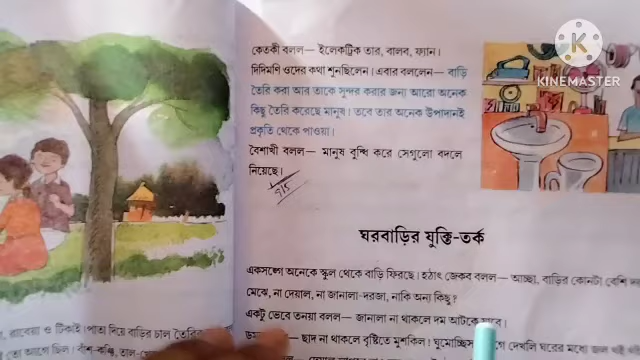 কেতকী বলল— ইলেকট্রিক তার, বালব, ফ্যান।
দিদিমণি ওদের কথা শুনছিলেন। এবার বললেন— বাড়ি
তৈরি করা আর তাকে সুন্দর করার জন্য আরো অনেক
কিছু তৈরি করেছে মানুষ। তবে তার অনেক উপাদানই
প্রকৃতি থেকে পাওয়া।
বৈশাখী বলল— মানুষ বুদ্ধি করে সেগুলো বদলে
নিয়েছে।
ঘরবাড়ির যুক্তি-তর্ক
একসঙ্গে অনেকে স্কুল থেকে বাড়ি ফিরছে। হঠাৎ জেকব বলল— আচ্ছা, বাড়ির কোনটা বেশি
মেঝে, না দেয়াল, না জানালা-দরজা, নাকি অন্য কিছু?
একটু ভেবে তনয়া বলল— জানালা না থাকলে দম আটকে যাবে।
ছাদ না থাকলে বৃষ্টিতে মুশকিল।
রাবেয়া ও টিকাই। পাতা দিয়ে বাড়ির চাল
তো আগে ছিল। বাঁশ-কঞ্চি,
K
KINEMASTER